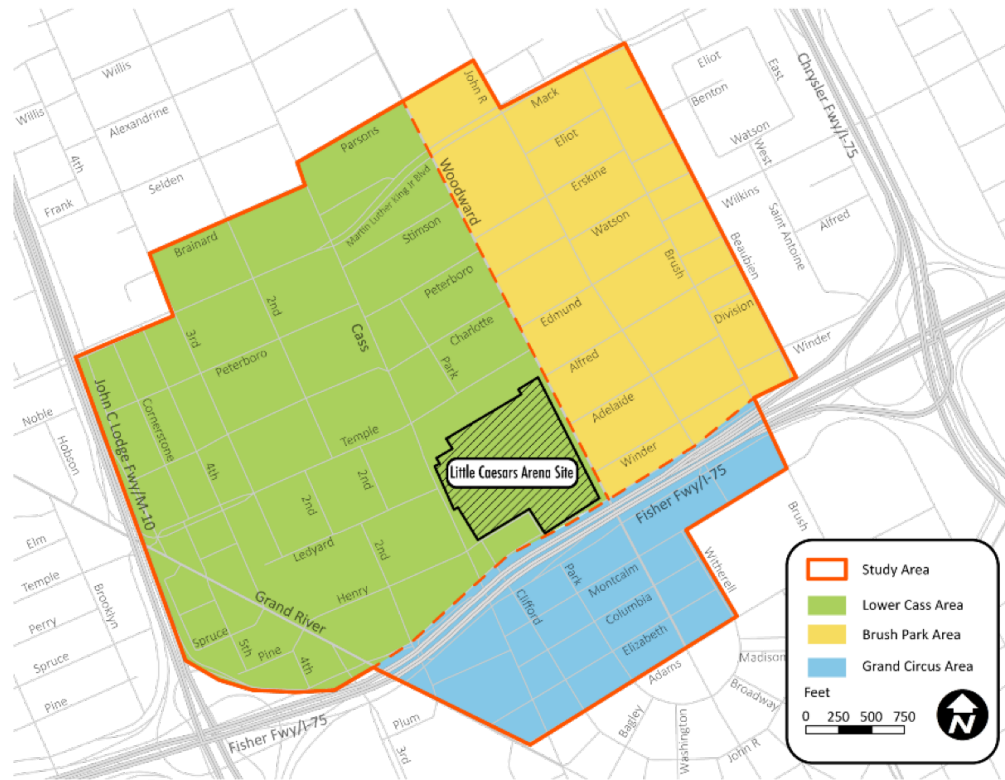 Willis
Eliot
East
Chrysler Fwy/I-75
John R
Mack
Benton
Willis
Alexandrine
Parsons
Eliot
Watson
West
4th
Selden
Martin Luther King Jr Blvd
Woodward
Erskine
Wilkins
Saint Antoine
Frank
Alfred
Brainard
Stimson
Watson
Beaubien
Brush
Peterboro
2nd
Edmund
Division
3rd
Cass
Charlotte
Winder
Peterboro
Park
Alfred
John C Lodge Fwy/M-10
Cornerstone
Noble
Adelaide
Hobson
Temple
Winder
4th
2nd
Little Caesars Arena Site
2nd
Fisher Fwy/I-75
Brush
Elm
Ledyard
2nd
Witherell
Temple
Brooklyn
Grand River
Henry
Park
Montcalm
Clifford
Columbia
Perry
Spruce
5th
Elizabeth
Spruce
Pine
4th
Adams
Madison
Pine
Plum
Bagley
Washington
Broadway
Fisher Fwy/I-75
3rd
John R
Study Area
Lower Cass Area
Brush Park Area
Grand Circus Area
Feet
0 250 500 750
N